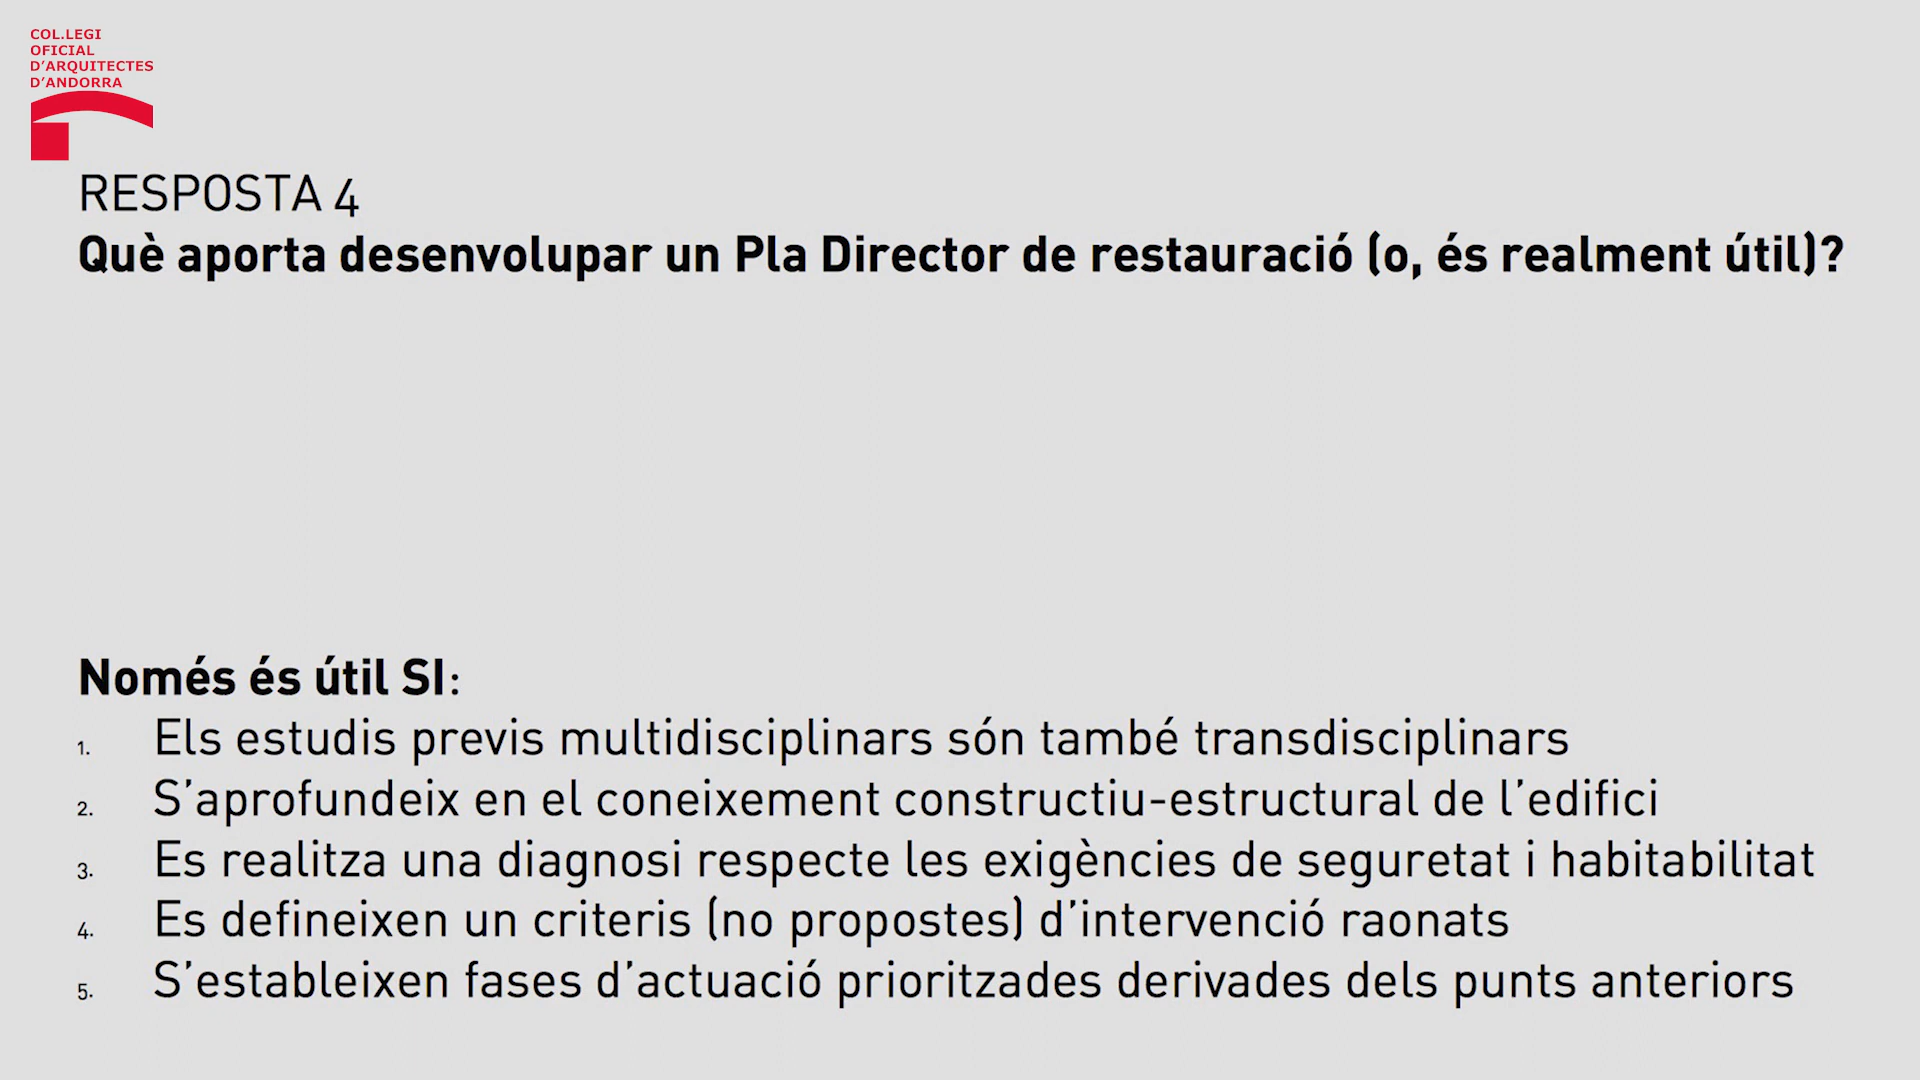 COL.LEGI
OFICIAL
D'ARQUITECTES
D'ANDORRA
RESPOSTA 4
Què aporta desenvolupar un Pla Director de restauració (o, és realment útil)?
Només és útil SI:
1. Els estudis previs multidisciplinars són també transdisciplinars
2. S'aprofundeix en el coneixement constructiu-estructural de l'edifici
3. Es realitza una diagnosi respecte les exigències de seguretat i habitabilitat
4. Es defineixen un criteris (no propostes) d'intervenció raonats
5. S'estableixen fases d'actuació prioritzades derivades dels punts anteriors